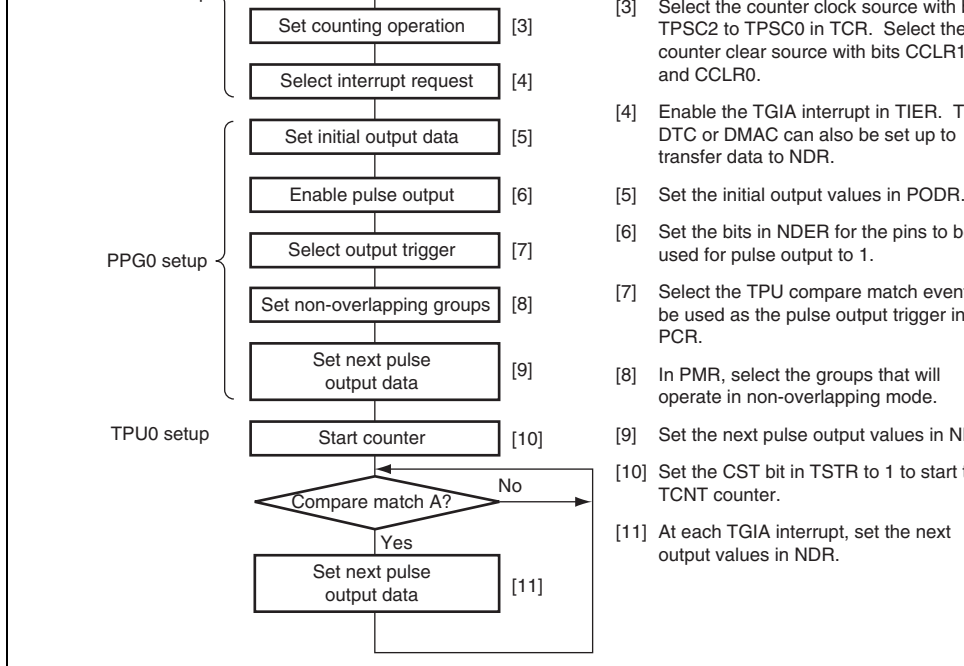 Set counting operation [3]
Select interrupt request [4]
Set initial output data [5]
Enable pulse output [6]
Select output trigger [7]
PPG0 setup
Set non-overlapping groups [8]
Set next pulse
output data
[9]
TPU0 setup
Start counter [10]
Compare match A?
No
Yes
Set next pulse
output data
[11]
[3] Select the counter clock source with
TPSC2 to TPSC0 in TCR. Select the
counter clear source with bits CCLR1
and CCLR0.
[4] Enable the TGIA interrupt in TIER.
DTC or DMAC can also be set up to
transfer data to NDR.
[5] Set the initial output values in PODR.
[6] Set the bits in NDER for the pins to
used for pulse output to 1.
[7] Select the TPU compare match event
be used as the pulse output trigger in
PCR.
[8] In PMR, select the groups that will
operate in non-overlapping mode.
[9] Set the next pulse output values in
[10] Set the CST bit in TSTR to 1 to start
TCNT counter.
[11] At each TGIA interrupt, set the next
output values in NDR.